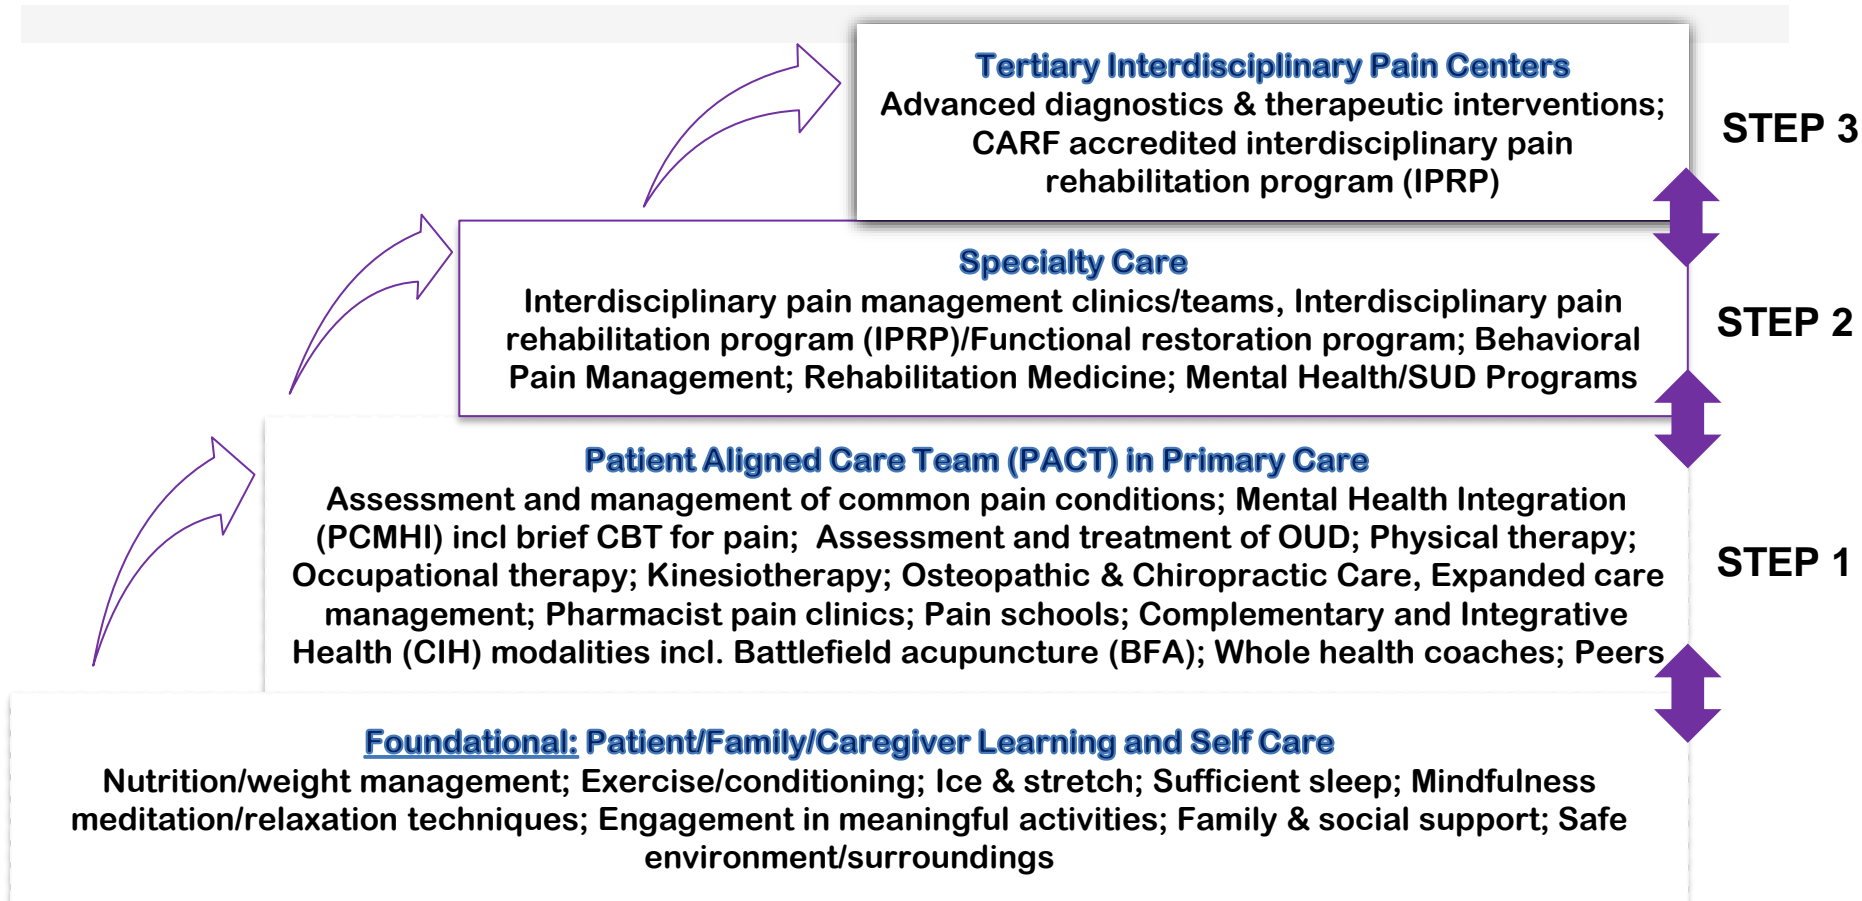 Tertiary Interdisciplinary Pain Centers
Advanced diagnostics & therapeutic interventions;
CARF accredited interdisciplinary pain
rehabilitation program (IPRP)
STEP 3
Specialty Care
Interdisciplinary pain management clinics/teams, Interdisciplinary pain
rehabilitation program (IPRP)/Functional restoration program; Behavioral
Pain Management; Rehabilitation Medicine; Mental Health/SUD Programs
STEP 2
Patient Aligned Care Team (PACT) in Primary Care
Assessment and management of common pain conditions; Mental Health Integration
(PCMHI) incl brief CBT for pain;  Assessment and treatment of OUD; Physical therapy;
Occupational therapy; Kinesiotherapy; Osteopathic & Chiropractic Care, Expanded care
management; Pharmacist pain clinics; Pain schools; Complementary and Integrative
Health (CIH) modalities incl. Battlefield acupuncture (BFA); Whole health coaches; Peers
STEP 1
Foundational: Patient/Family/Caregiver Learning and Self Care
Nutrition/weight management; Exercise/conditioning; Ice & stretch; Sufficient sleep; Mindfulness
meditation/relaxation techniques; Engagement in meaningful activities; Family & social support; Safe
environment/surroundings